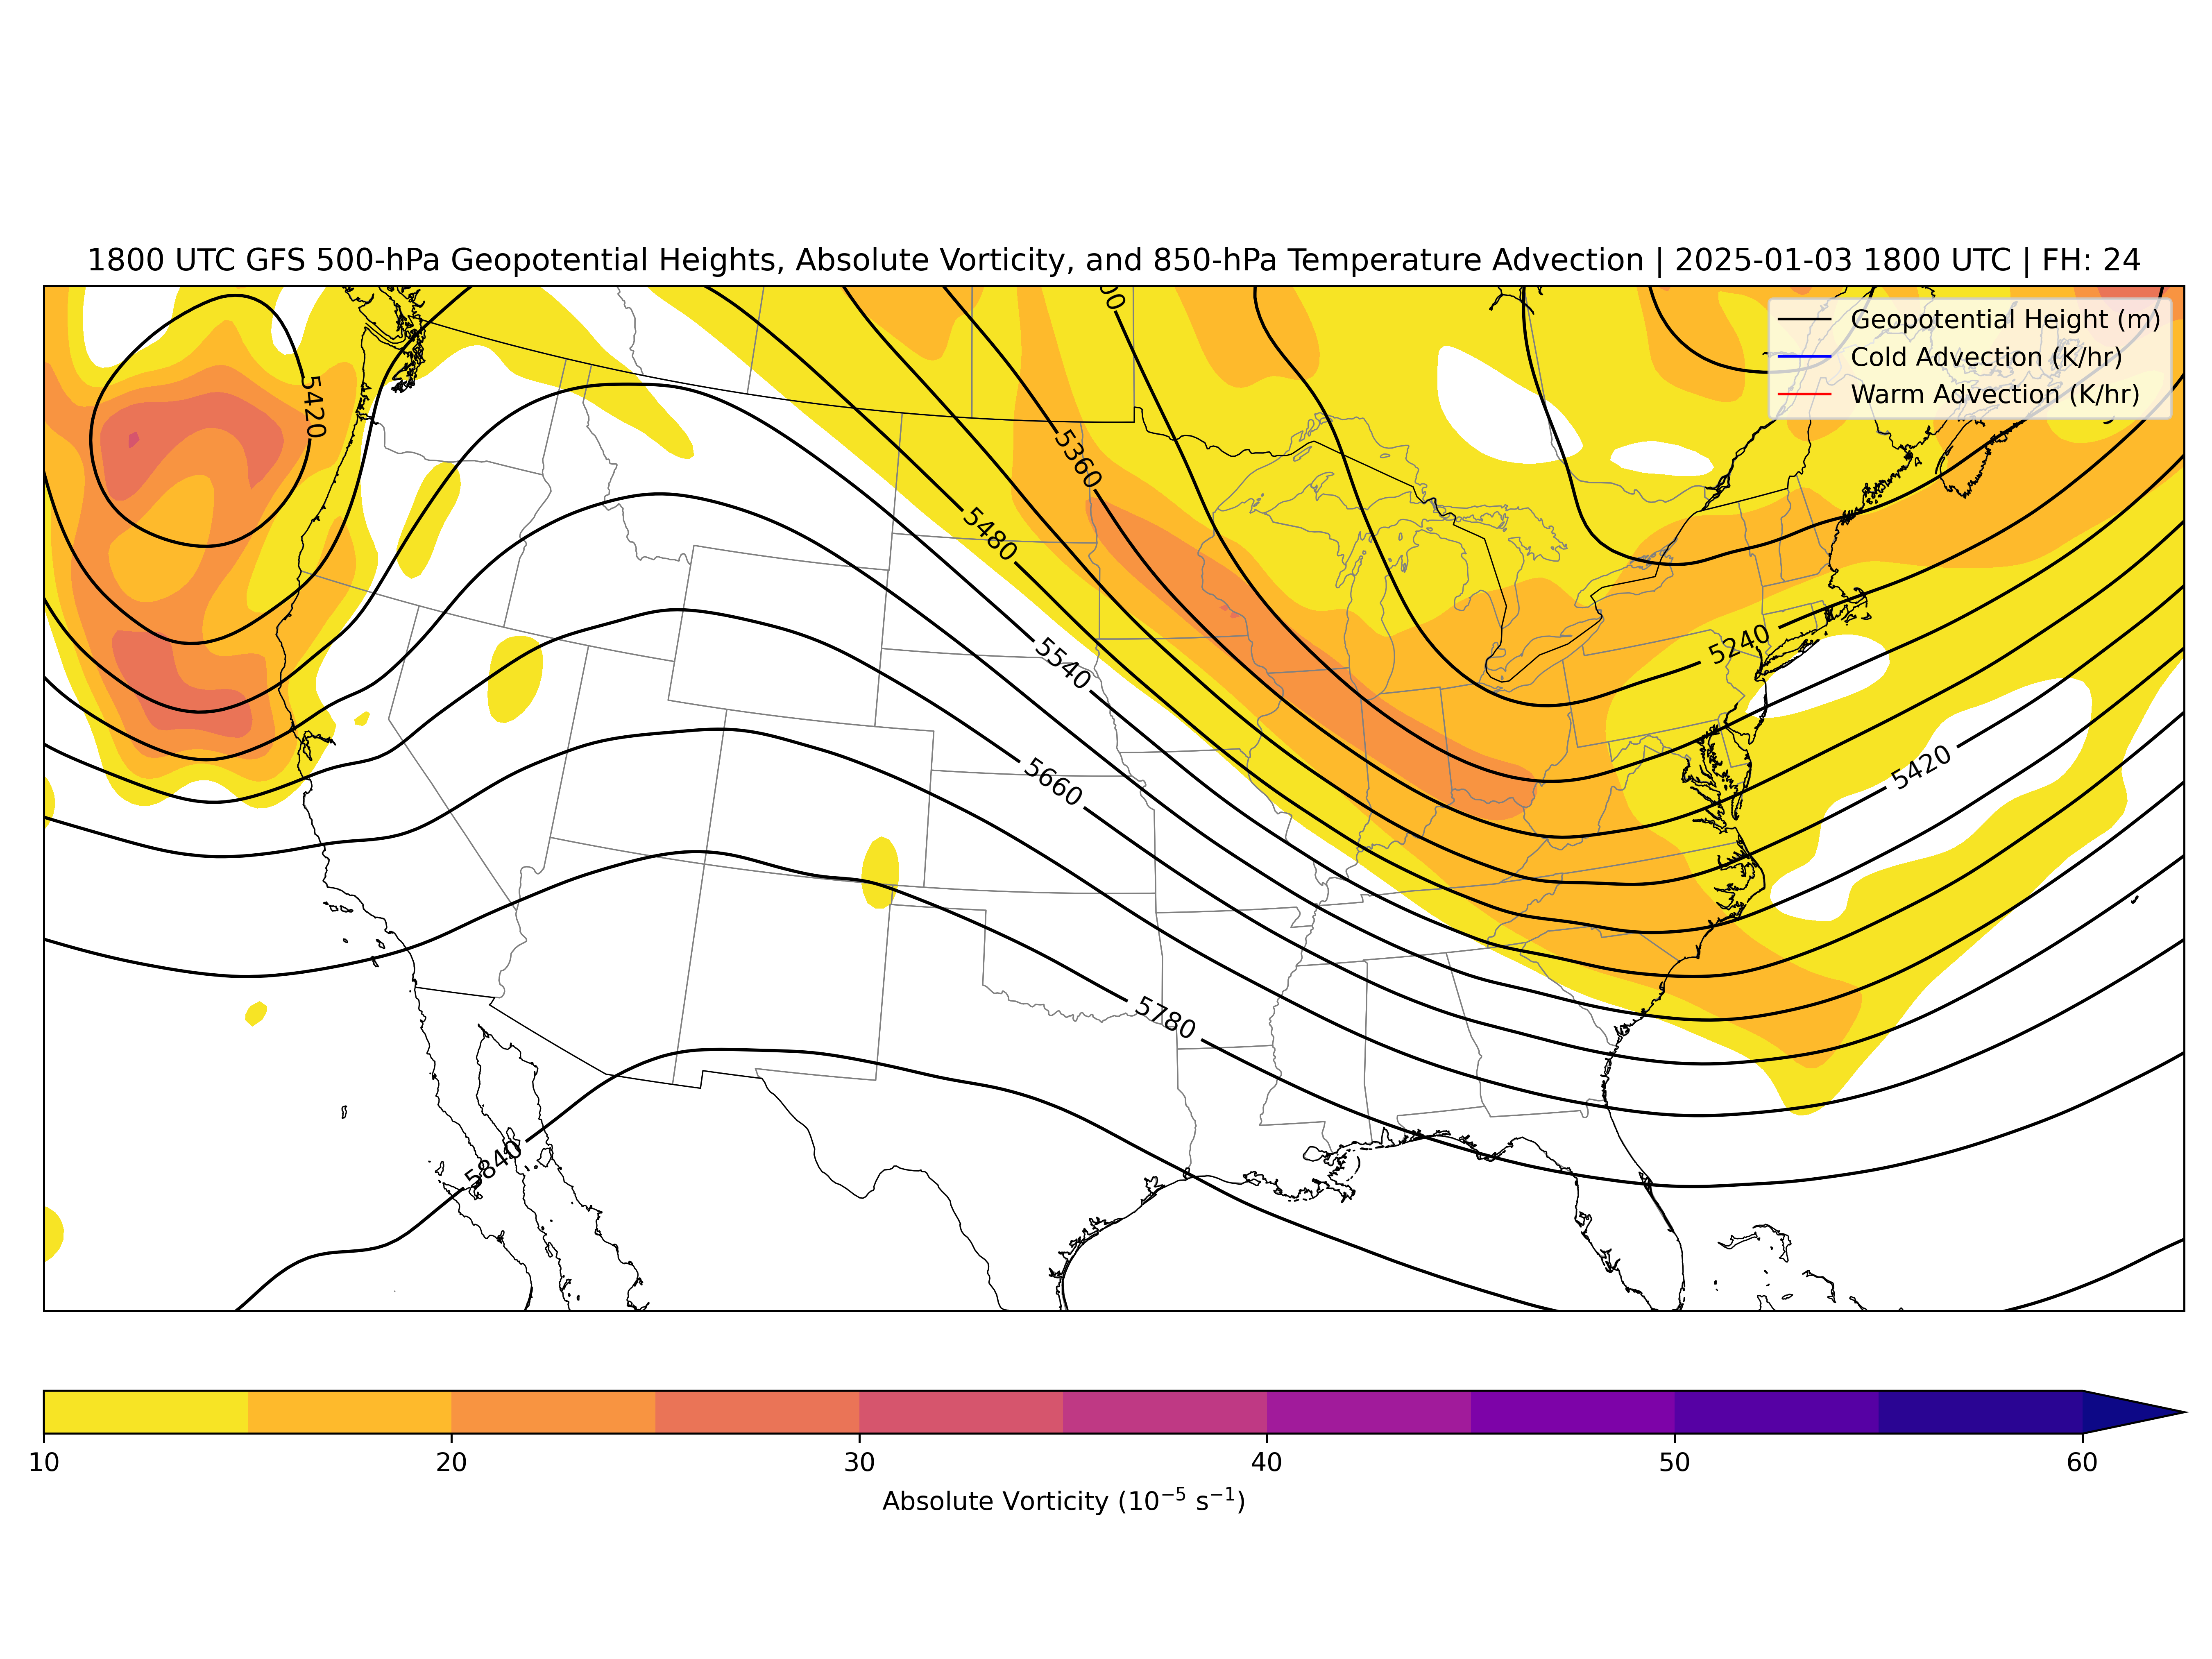 1800 UTC GFS 500-hPa Geopotential Heights, Absolute Vorticity, and 850-hPa Temperature Advection | 2025-01-03 1800 UTC | FH: 24
Geopotential Height (m)
Cold Advection (K/hr)
Warm Advection (K/hr)
5420
5360
5480
5540
5240
5660
5420
5780
5840
10 20 30 40 50 60
Absolute Vorticity (10⁻⁵ s⁻¹)